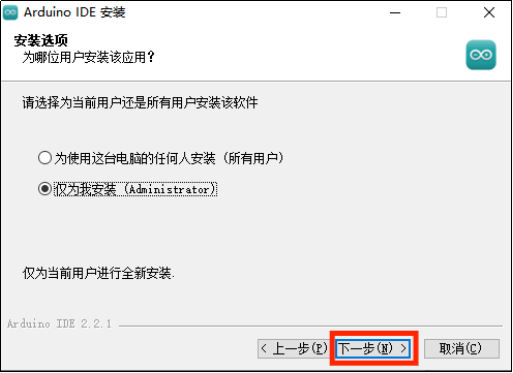 Arduino IDE 安装
安装选项
为哪位用户安装该应用？
请选择为当前用户还是所有用户安装该软件
为使用这台电脑的任何人安装（所有用户）
仅为我安装（Administrator）
仅为当前用户进行全新安装.
Arduino IDE 2.2.1
< 上一步(P) 下一步(N) > 取消(C)